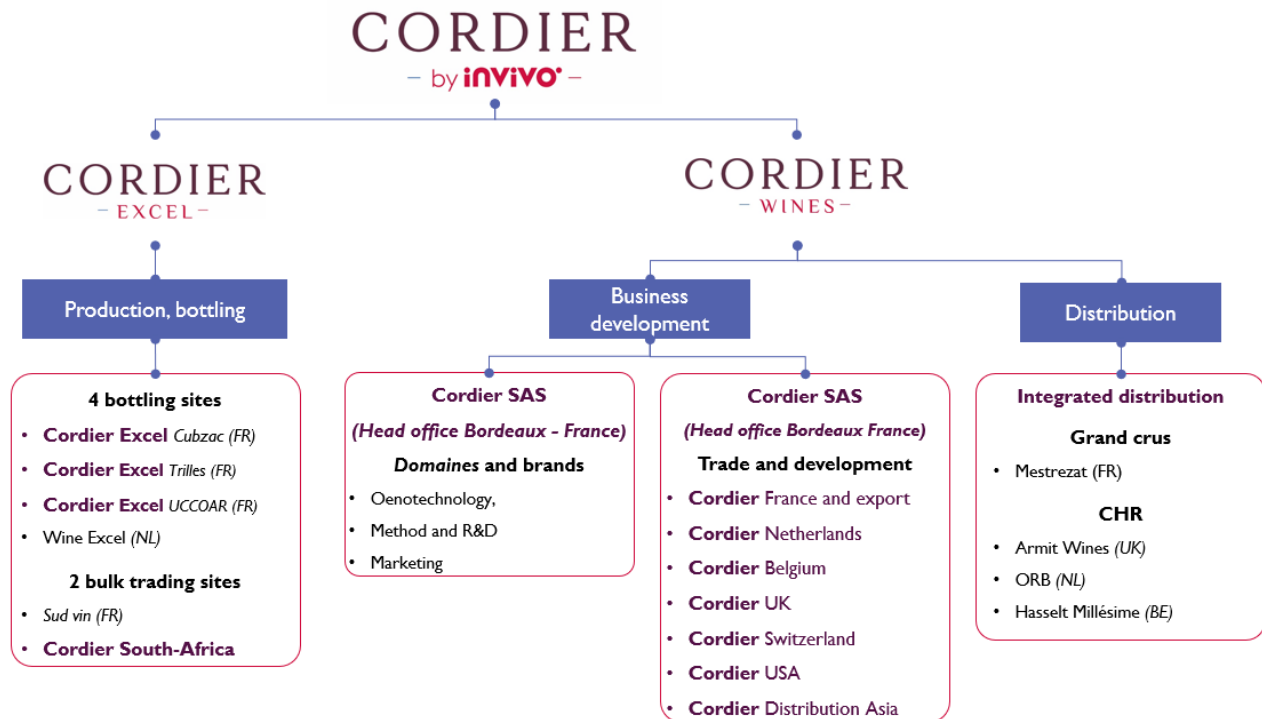 CORDIER
– by invivo –
CORDIER
– EXCEL –
CORDIER
– WINES –
Production, bottling
Business
development
Distribution
4 bottling sites
• Cordier Excel Cubzac (FR)
• Cordier Excel Trilles (FR)
• Cordier Excel UCCOAR (FR)
• Wine Excel (NL)
2 bulk trading sites
• Sud vin (FR)
• Cordier South-Africa
Cordier SAS
(Head office Bordeaux - France)
Domaines and brands
• Oenotechnology,
• Method and R&D
• Marketing
Cordier SAS
(Head office Bordeaux France)
Trade and development
• Cordier France and export
• Cordier Netherlands
• Cordier Belgium
• Cordier UK
• Cordier Switzerland
• Cordier USA
• Cordier Distribution Asia
Integrated distribution
Grand crus
• Mestrezat (FR)
CHR
• Armit Wines (UK)
• ORB (NL)
• Hasselt Millésime (BE)